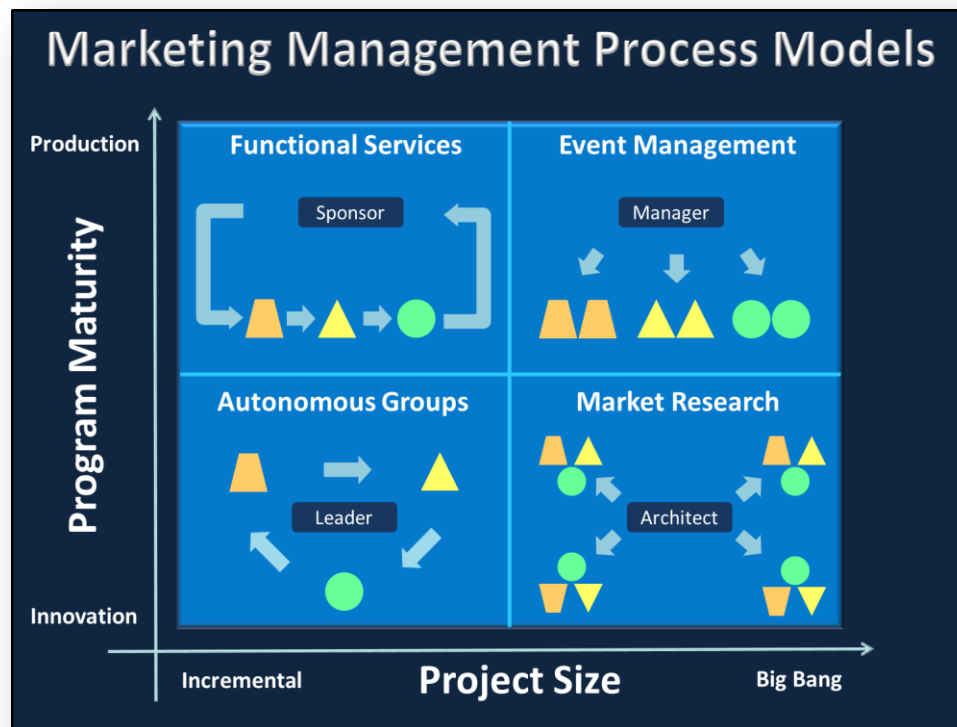 Marketing Management Process Models
Production
Functional Services
Event Management
Sponsor
Manager
Program Maturity
Autonomous Groups
Market Research
Leader
Architect
Innovation
Incremental
Project Size
Big Bang